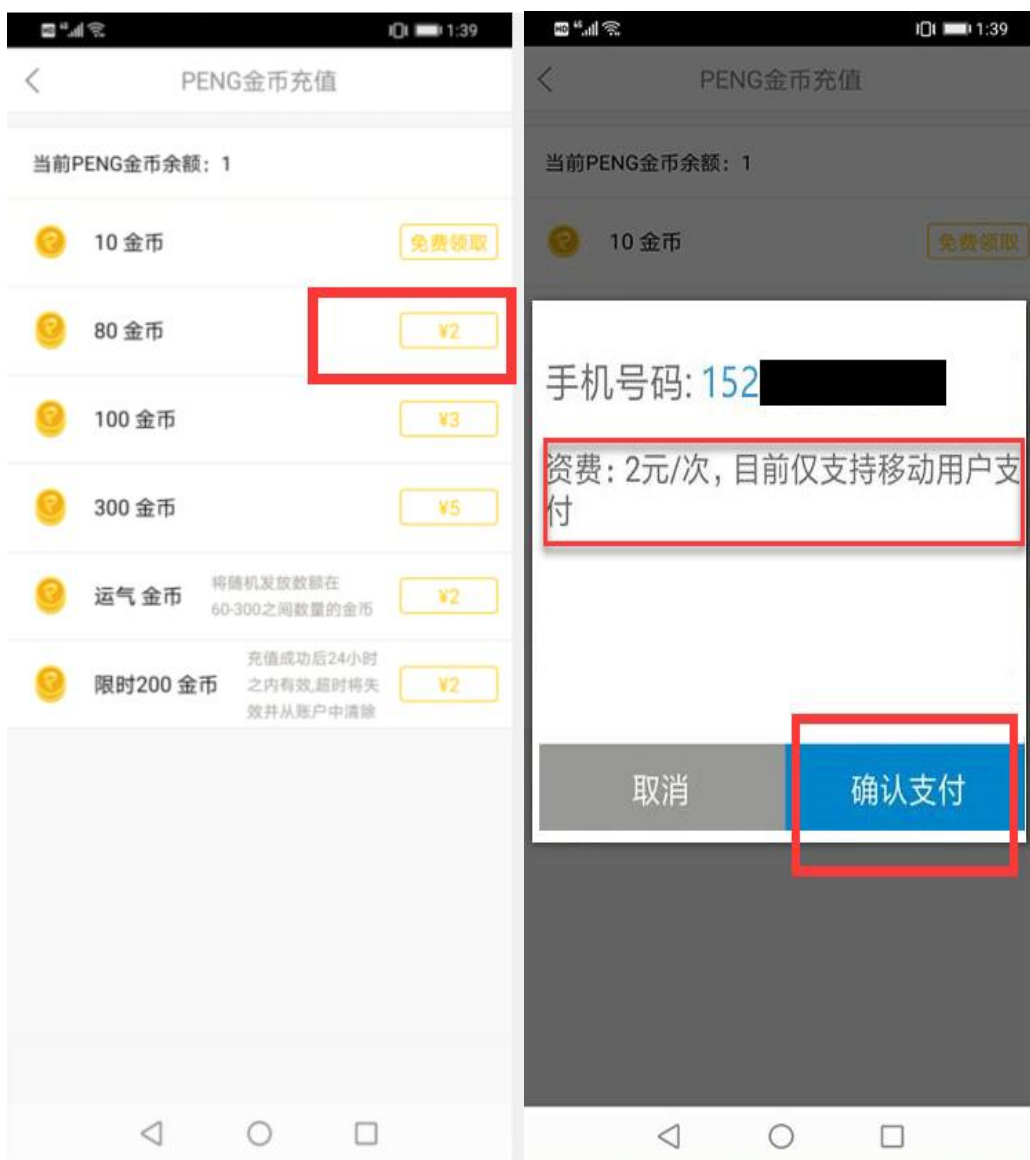 HD 46 1:39
PENG金币充值
当前PENG金币余额：1
10 金币
免费领取
80 金币
¥2
100 金币
¥3
300 金币
¥5
运气 金币
将随机发放数额在
60-300之间数量的金币
¥2
限时200 金币
充值成功后24小时
之内有效,超时将失
效并从账户中清除
¥2
HD 46 1:39
PENG金币充值
当前PENG金币余额：1
10 金币
免费领取
手机号码: 152
资费：2元/次，目前仅支持移动用户支
付
取消
确认支付